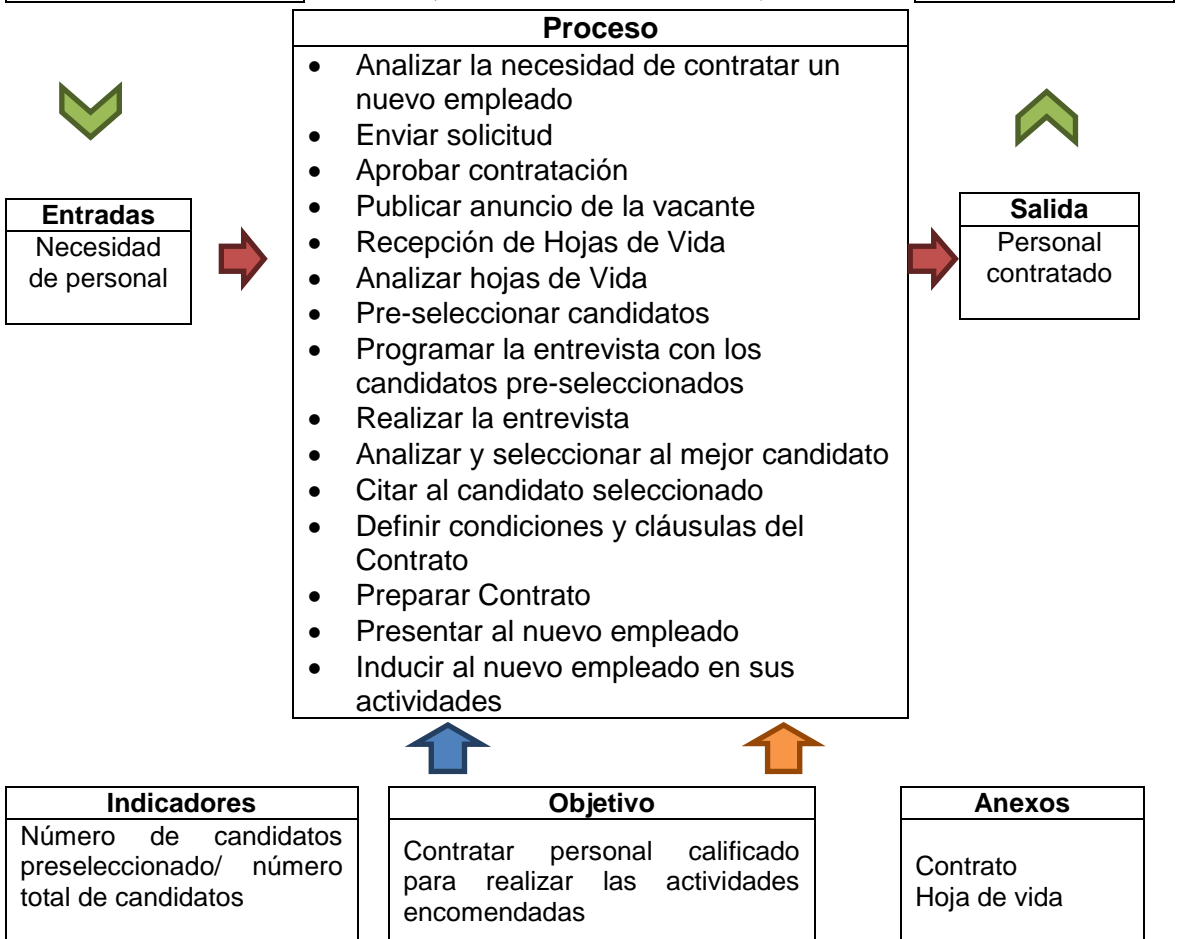 Proceso
• Analizar la necesidad de contratar un
nuevo empleado
• Enviar solicitud
• Aprobar contratación
• Publicar anuncio de la vacante
• Recepción de Hojas de Vida
• Analizar hojas de Vida
• Pre-seleccionar candidatos
• Programar la entrevista con los
candidatos pre-seleccionados
• Realizar la entrevista
• Analizar y seleccionar al mejor candidato
• Citar al candidato seleccionado
• Definir condiciones y cláusulas del
Contrato
• Preparar Contrato
• Presentar al nuevo empleado
• Inducir al nuevo empleado en sus
actividades
Entradas
Necesidad
de personal
Salida
Personal
contratado
Indicadores
Número de candidatos
preseleccionado/ número
total de candidatos
Objetivo
Contratar personal calificado
para realizar las actividades
encomendadas
Anexos
Contrato
Hoja de vida